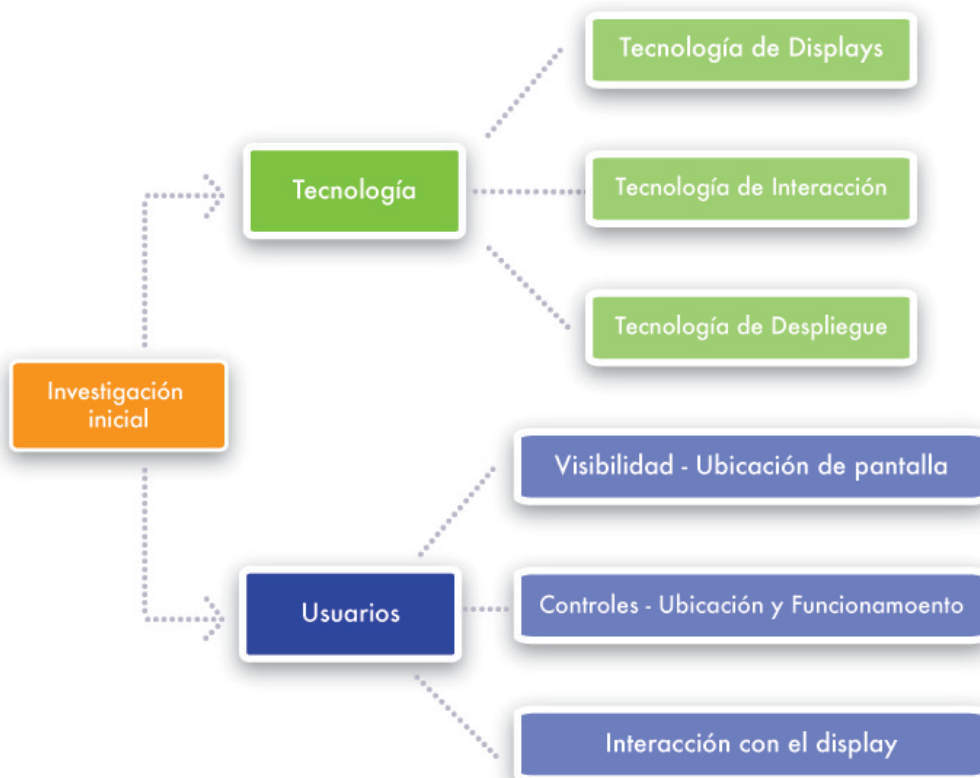 Tecnología de Displays
Tecnología
Tecnología de Interacción
Tecnología de Despliegue
Investigación
inicial
Visibilidad - Ubicación de pantalla
Usuarios
Controles - Ubicación y Funcionamoento
Interacción con el display